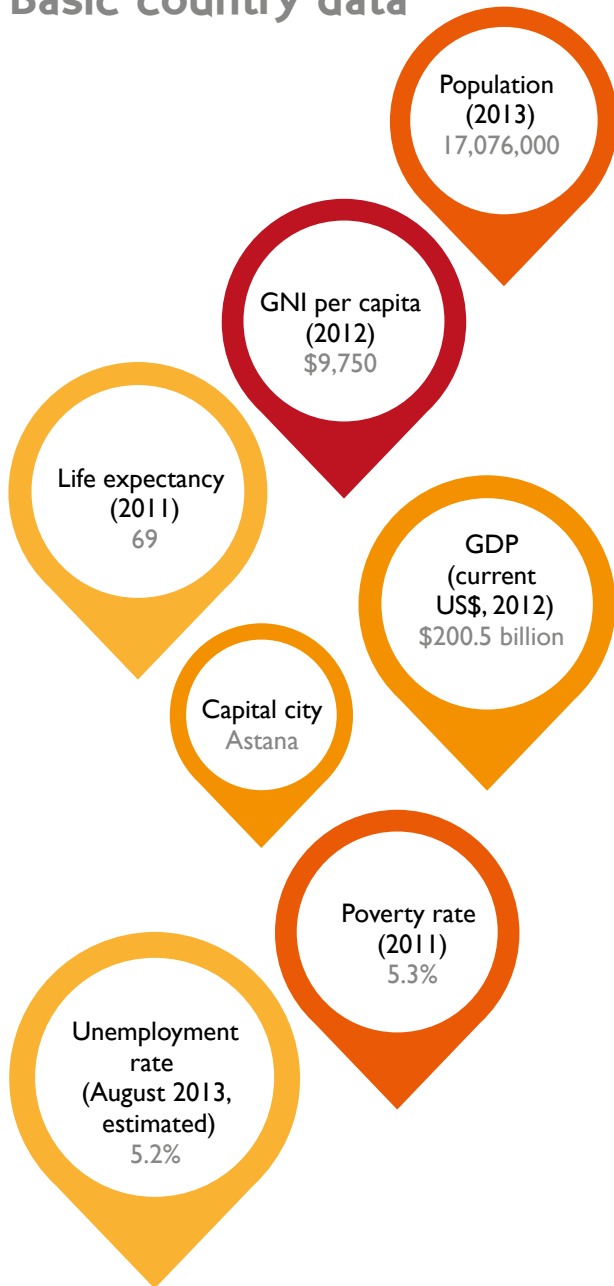 Basic country data
Population
(2013)
17,076,000
GNI per capita
(2012)
$9,750
Life expectancy
(2011)
69
GDP
(current
US$, 2012)
$200.5 billion
Capital city
Astana
Poverty rate
(2011)
5.3%
Unemployment
rate
(August 2013,
estimated)
5.2%